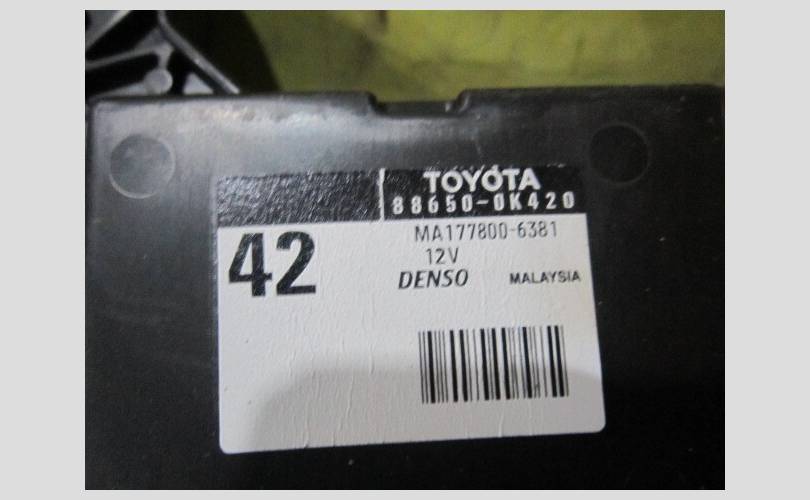 TOYOTA
88650-0K420
42
MA177800-6381
12V
DENSO MALAYSIA